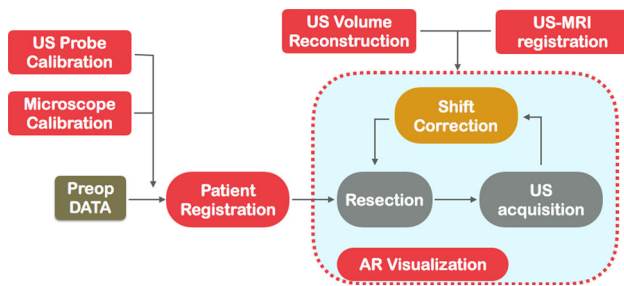 US Probe
Calibration
Microscope
Calibration
Preop
DATA
Patient
Registration
US Volume
Reconstruction
US-MRI
registration
Shift
Correction
Resection
US
acquisition
AR Visualization